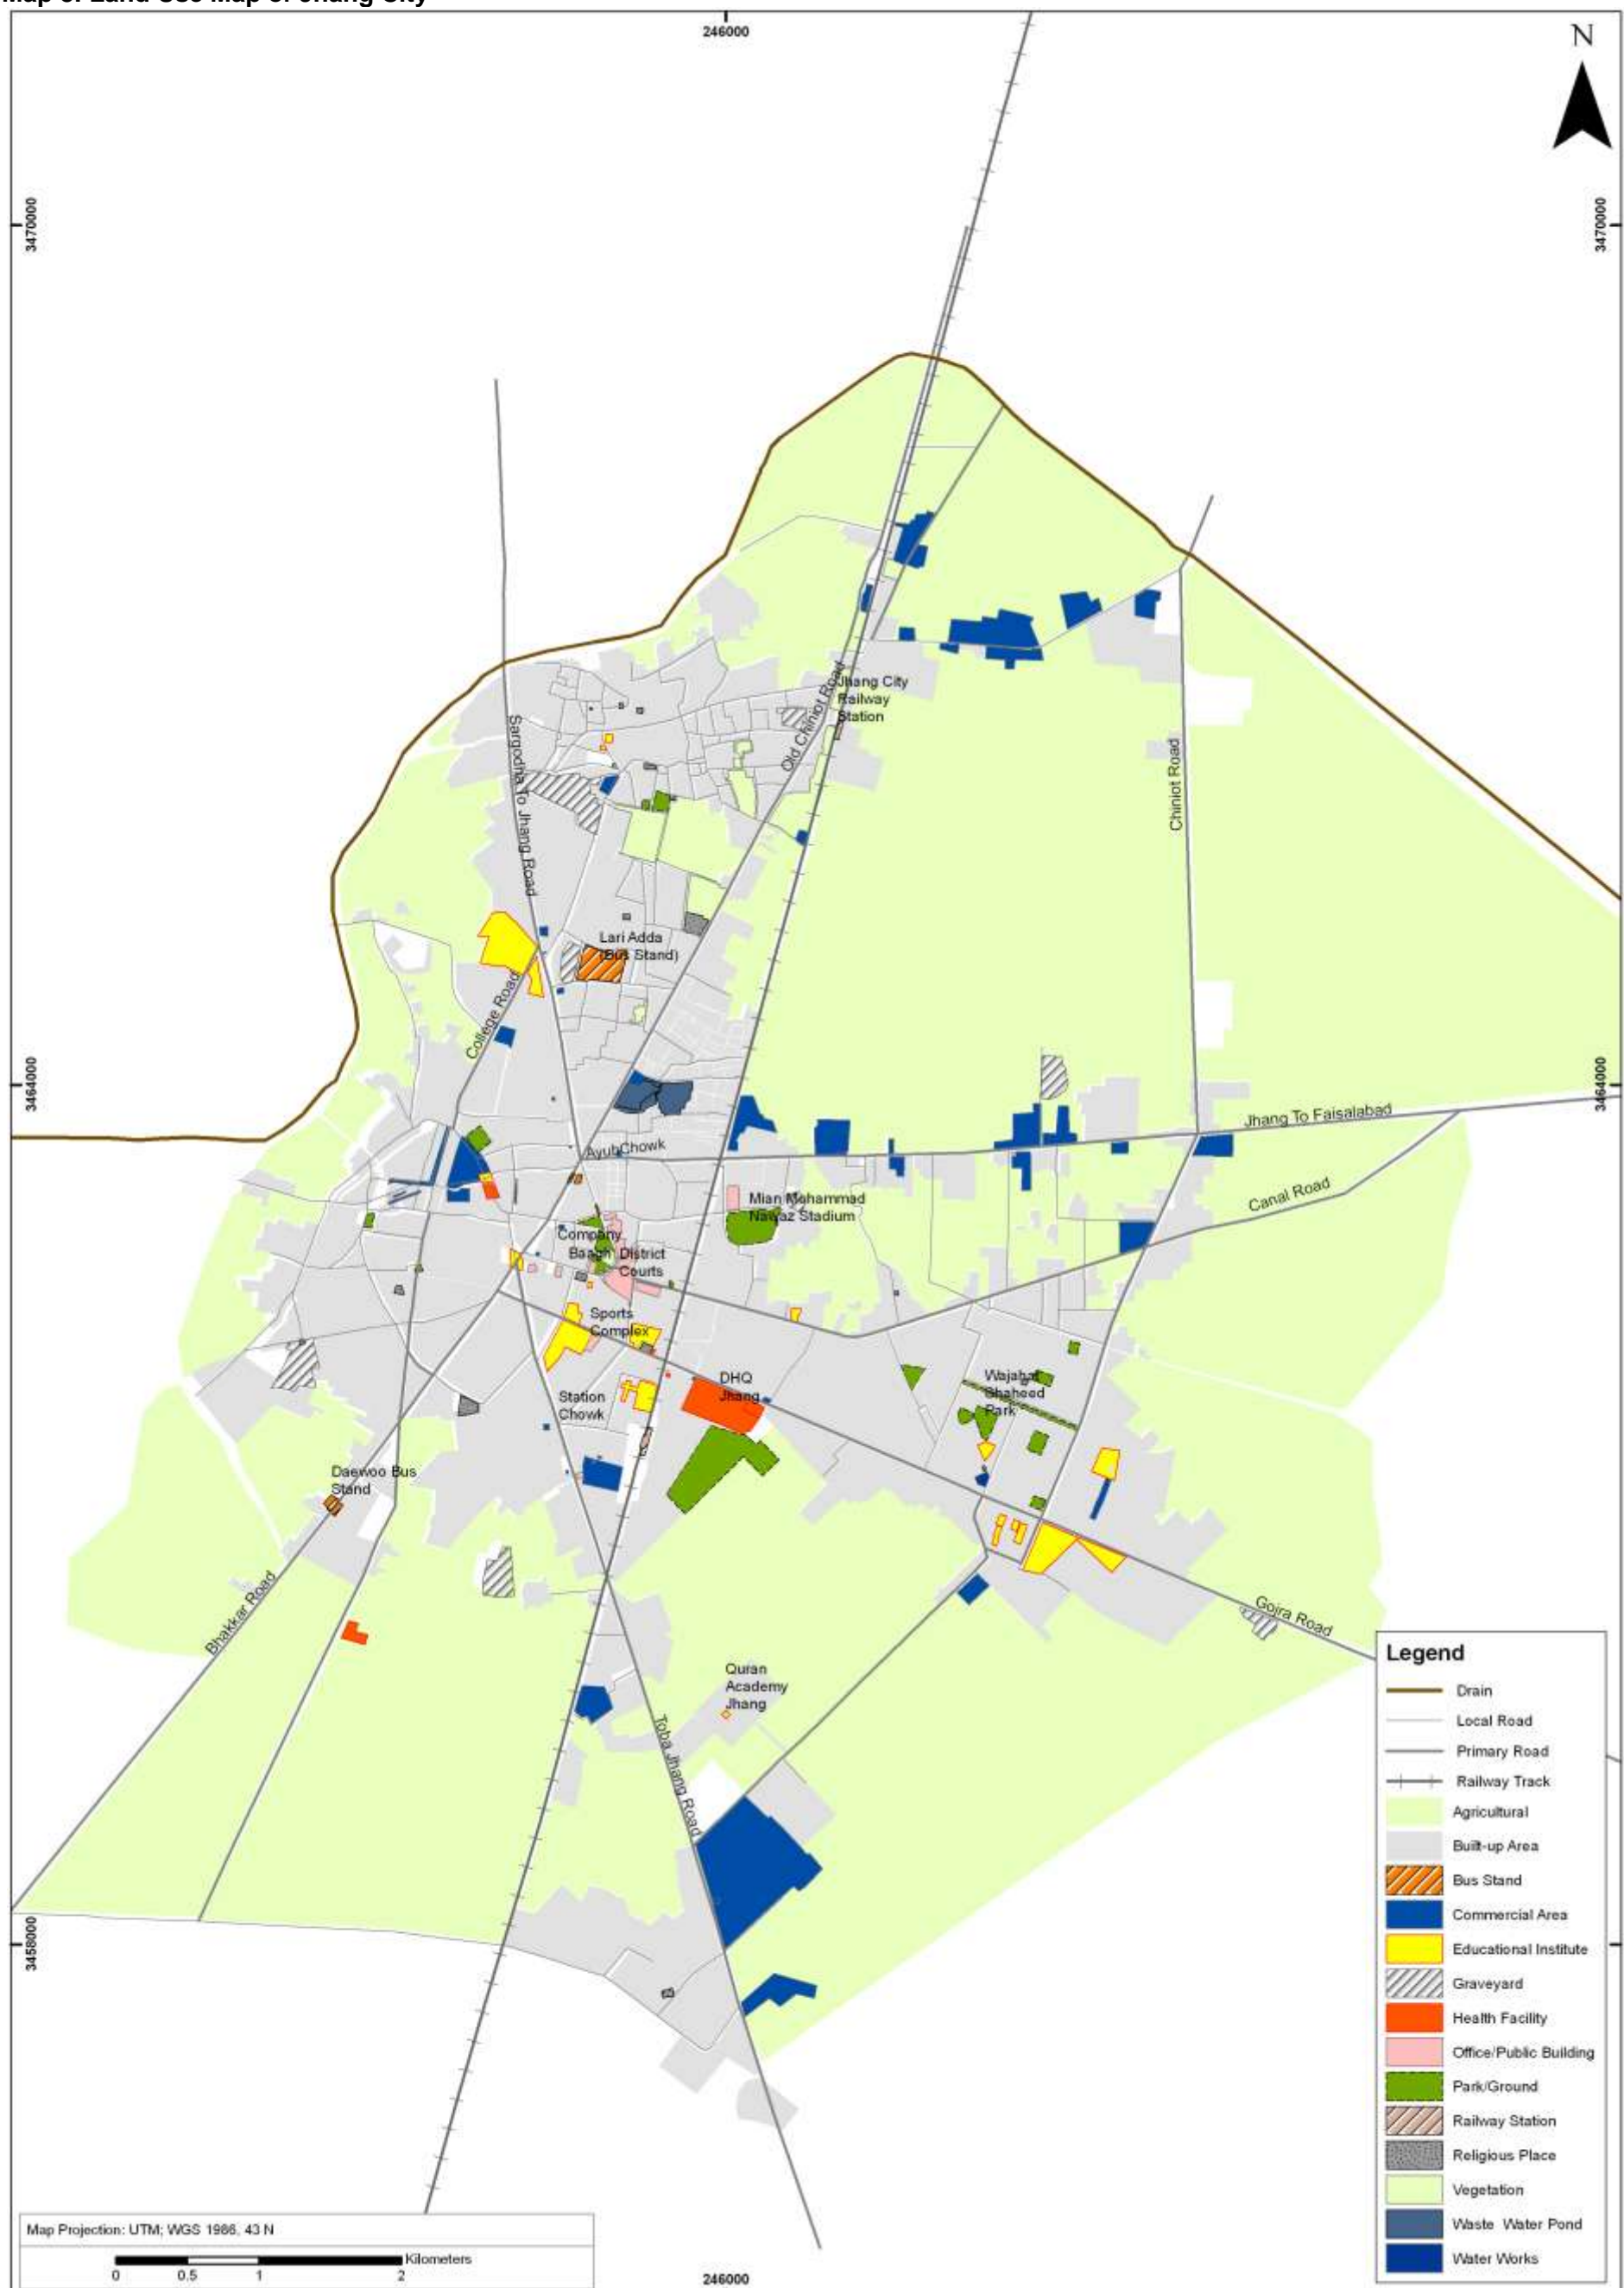 Map 3: Land Use Map of Jhang City
246000
N
3470000
3470000
Jhang City
Railway
Station
Old Chiniot Road
Sargodha To Jhang Road
Chiniot Road
Lari Adda
(Bus Stand)
College Road
3464000
3464000
Jhang To Faisalabad
AyubChowk
Canal Road
Mian Mohammad
Nawaz Stadium
Company
Baagh
District
Courts
Sports
Complex
DHQ
Jhang
Wajahat
Shaheed
Park
Station
Chowk
Daewoo Bus
Stand
Bhakkar Road
Gojra Road
Quran
Academy
Jhang
Toba Jhang Road
3458000
Legend
Drain
Local Road
Primary Road
Railway Track
Agricultural
Built-up Area
Bus Stand
Commercial Area
Educational Institute
Graveyard
Health Facility
Office/Public Building
Park/Ground
Railway Station
Religious Place
Vegetation
Waste Water Pond
Water Works
Map Projection: UTM; WGS 1986, 43 N
Kilometers
0 0.5 1 2
246000